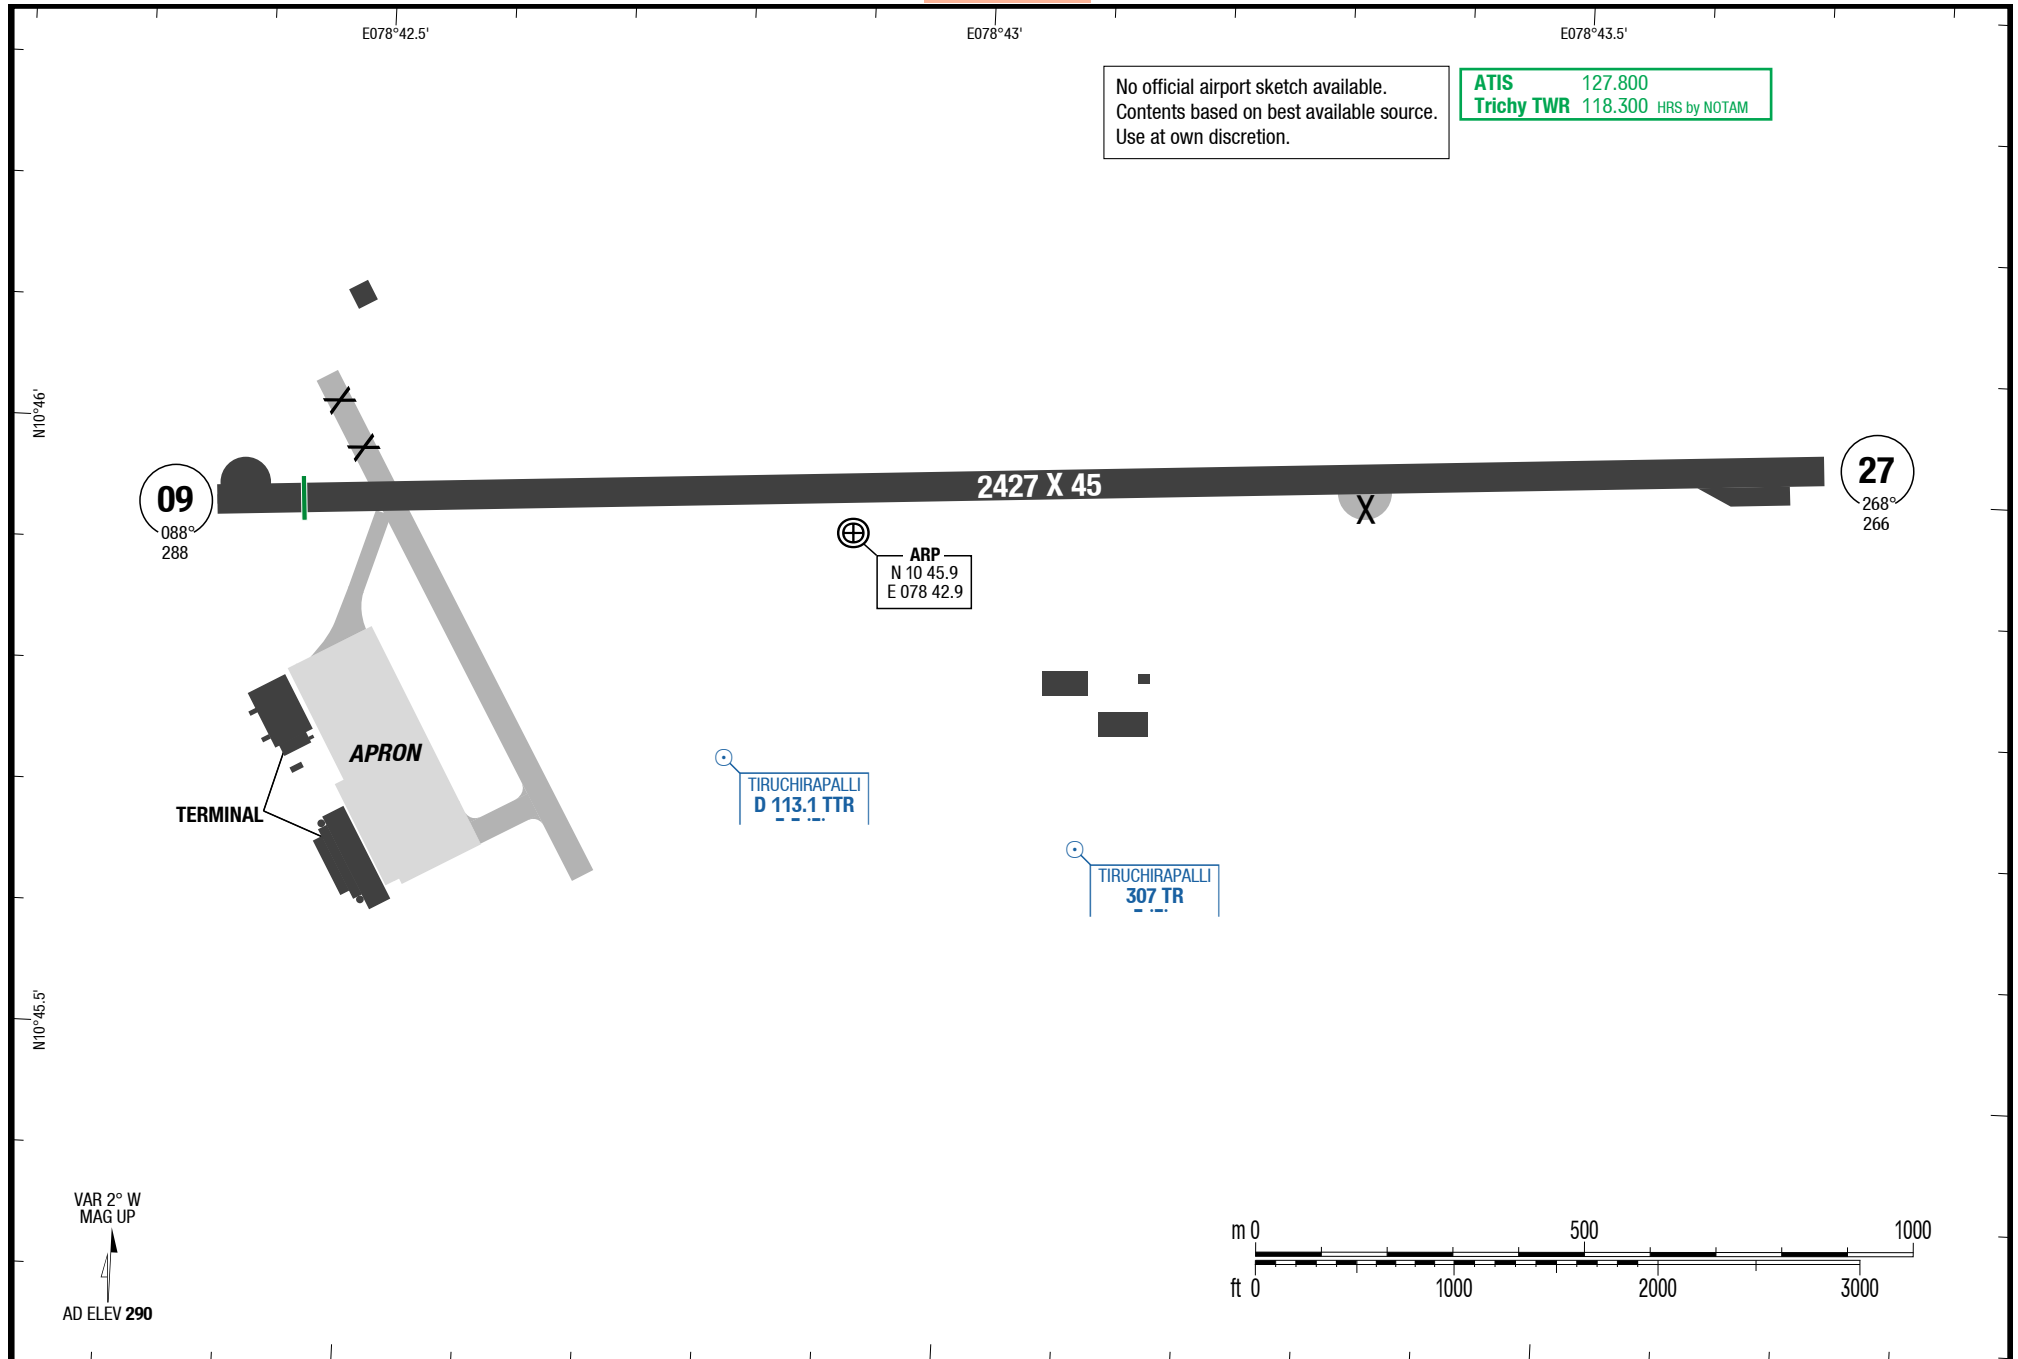 E078°42.5'
E078°43'
E078°43.5'
No official airport sketch available.
Contents based on best available source.
Use at own discretion.
ATIS 127.800
Trichy TWR 118.300 HRS by NOTAM
N10°46'
09
088°
288
2427 X 45
27
268°
266
ARP
N 10 45.9
E 078 42.9
APRON
TERMINAL
TIRUCHIRAPALLI
D 113.1 TTR
TIRUCHIRAPALLI
307 TR
N10°45.5'
VAR 2° W
MAG UP
AD ELEV 290
m 0 500 1000
ft 0 1000 2000 3000